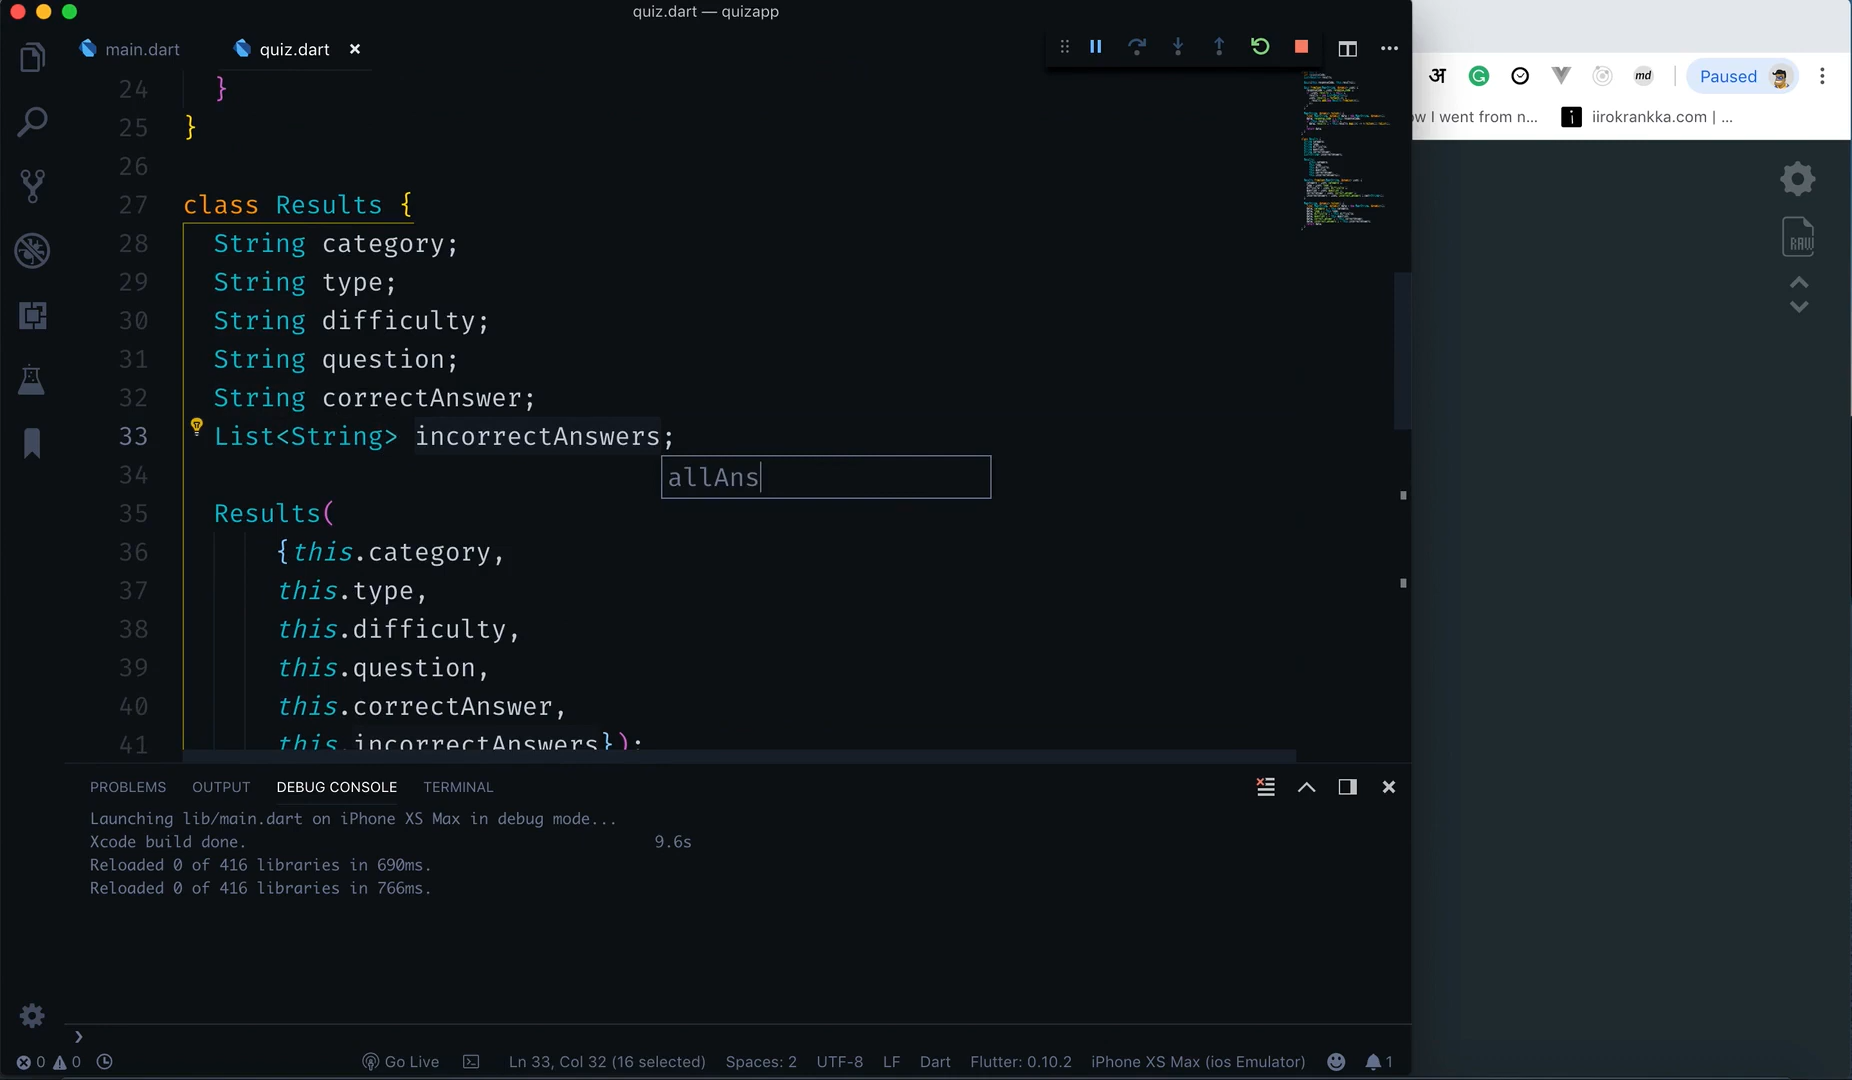 quiz.dart — quizapp
main.dart
quiz.dart
24 }
25 }
26
27 class Results {
28 String category;
29 String type;
30 String difficulty;
31 String question;
32 String correctAnswer;
33 List<String> incorrectAnswers;
allAns
34
35 Results(
36 {this.category,
37 this.type,
38 this.difficulty,
39 this.question,
40 this.correctAnswer,
41 this.incorrectAnswers});
PROBLEMS OUTPUT DEBUG CONSOLE TERMINAL
Launching lib/main.dart on iPhone XS Max in debug mode...
Xcode build done. 9.6s
Reloaded 0 of 416 libraries in 690ms.
Reloaded 0 of 416 libraries in 766ms.
0 0 Go Live Ln 33, Col 32 (16 selected) Spaces: 2 UTF-8 LF Dart Flutter: 0.10.2 iPhone XS Max (ios Emulator) 1
अ G md Paused
ow I went from n... i iirokrankka.com | ...
RAW